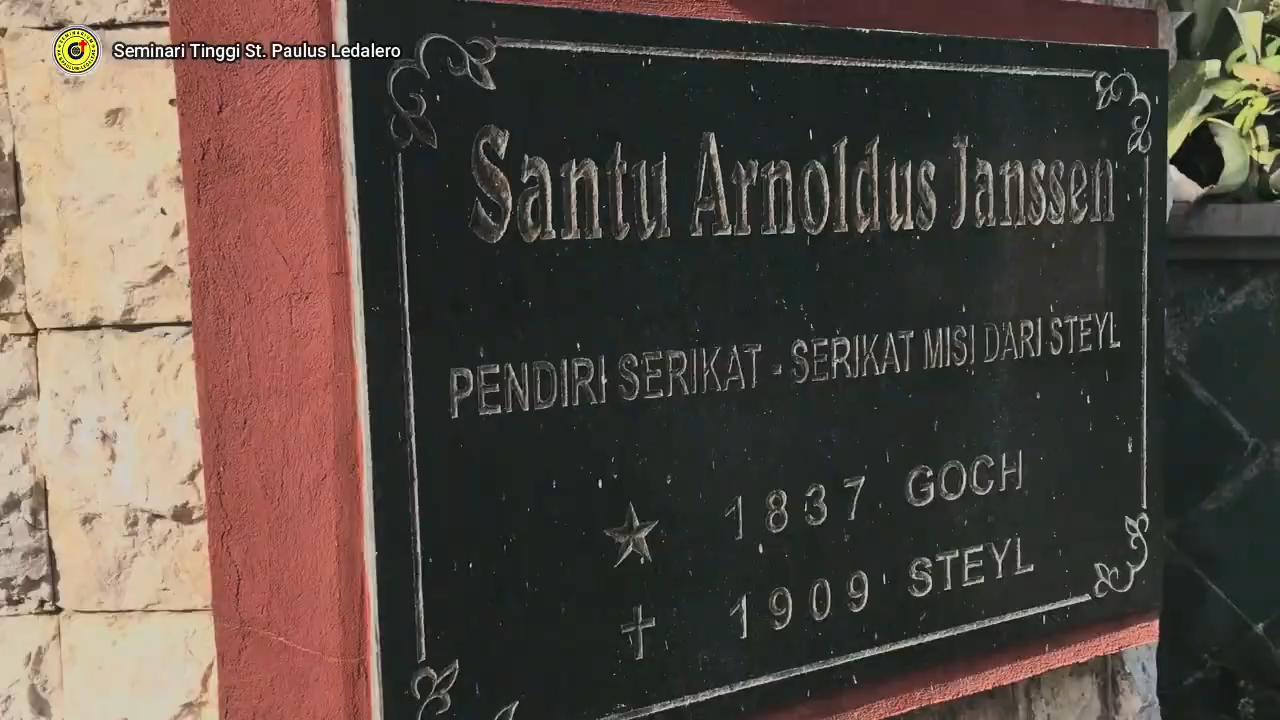 Seminari Tinggi St. Paulus Ledalero
Santu Arnoldus Janssen
PENDIRI SERIKAT - SERIKAT MISI DARI STEYL
1837 GOCH
1909 STEYL